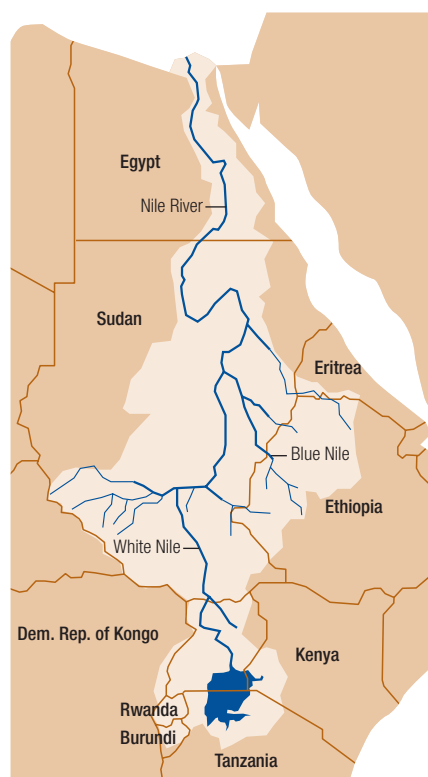 Egypt
Nile River
Sudan
Eritrea
Blue Nile
Ethiopia
White Nile
Dem. Rep. of Kongo
Kenya
Rwanda
Burundi
Tanzania